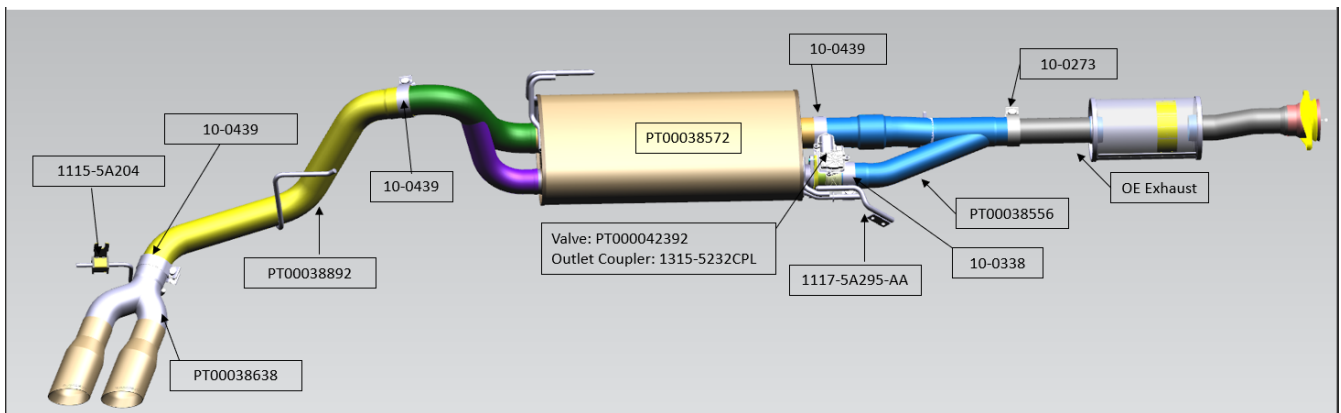 10-0439
10-0273
10-0439
1115-5A204
PT00038572
10-0439
OE Exhaust
PT00038556
Valve: PT000042392
Outlet Coupler: 1315-5232CPL
10-0338
PT00038892
1117-5A295-AA
PT00038638